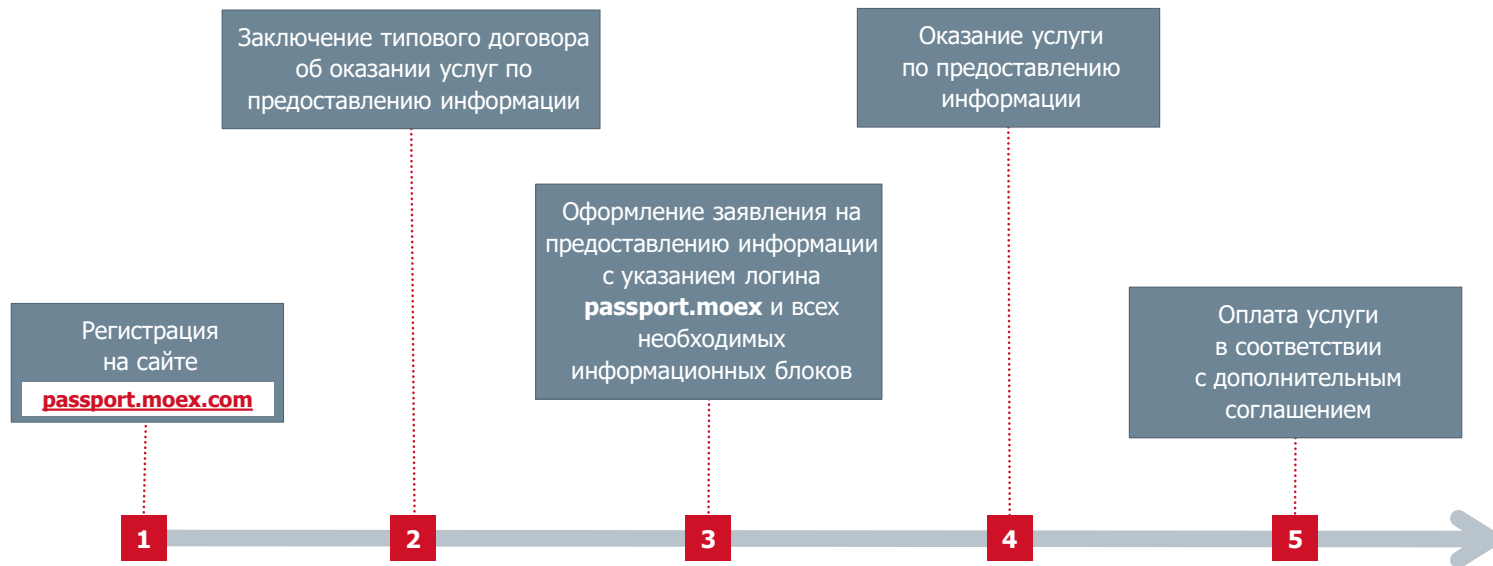 Регистрация
на сайте
passport.moex.com
Заключение типового договора
об оказании услуг по
предоставлению информации
Оформление заявления на
предоставлению информации
с указанием логина
passport.moex и всех
необходимых
информационных блоков
Оказание услуги
по предоставлению
информации
Оплата услуги
в соответствии
с дополнительным
соглашением
1
2
3
4
5